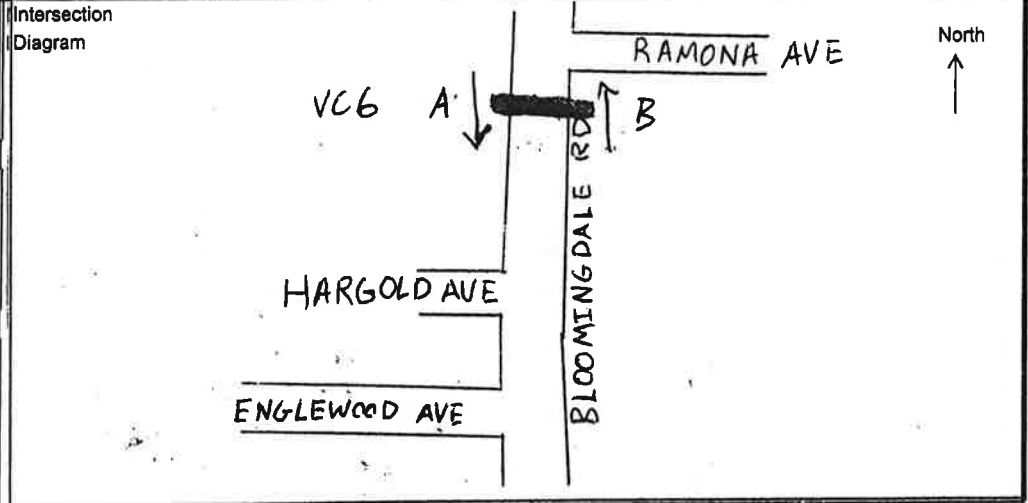 Intersection
Diagram
North
RAMONA AVE
VC6 A
B
BLOOMINGDALE RD
HARGOLD AVE
ENGLEWOOD AVE